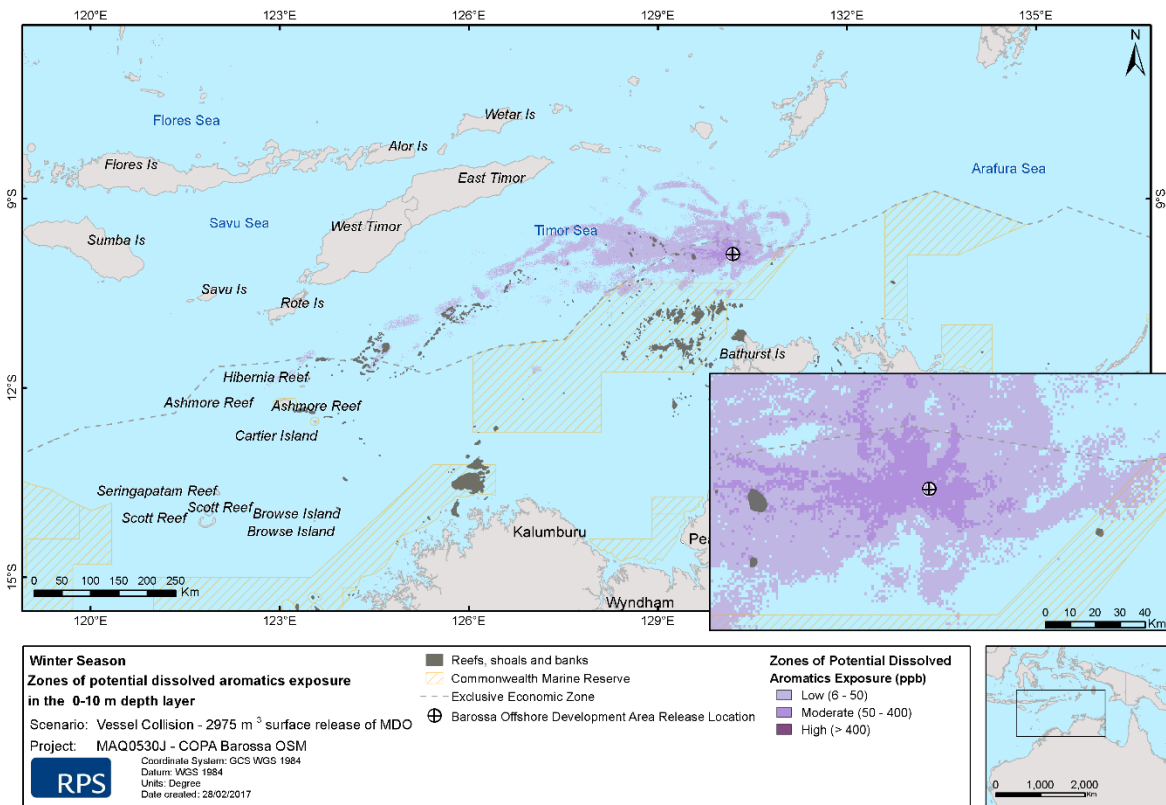 120°E 123°E 126°E 129°E 132°E 135°E
N
Flores Sea
Wetar Is
Alor Is
Flores Is
East Timor
Arafura Sea
9°S 9°S
Savu Sea
West Timor
Timor Sea
Sumba Is
Savu Is
Rote Is
Bathurst Is
Hibernia Reef
12°S
Ashmore Reef
Ashmore Reef
Cartier Island
Seringapatam Reef
Scott Reef
Scott Reef
Browse Island
Browse Island
Kalumburu
Pea
15°S
0 50 100 150 200 250
Km
Wyndham
0 10 20 30 40
Km
120°E 123°E 126°E 129°E
Winter Season
Zones of potential dissolved aromatics exposure
in the 0-10 m depth layer
Scenario: Vessel Collision - 2975 m ³ surface release of MDO
Project: MAQ0530J - COPA Barossa OSM
RPS
Coordinate System: GCS WGS 1984
Datum: WGS 1984
Units: Degree
Date created: 28/02/2017
Reefs, shoals and banks
Commonwealth Marine Reserve
Exclusive Economic Zone
Barossa Offshore Development Area Release Location
Zones of Potential Dissolved
Aromatics Exposure (ppb)
Low (6 - 50)
Moderate (50 - 400)
High (> 400)
0 1,000 2,000
Km